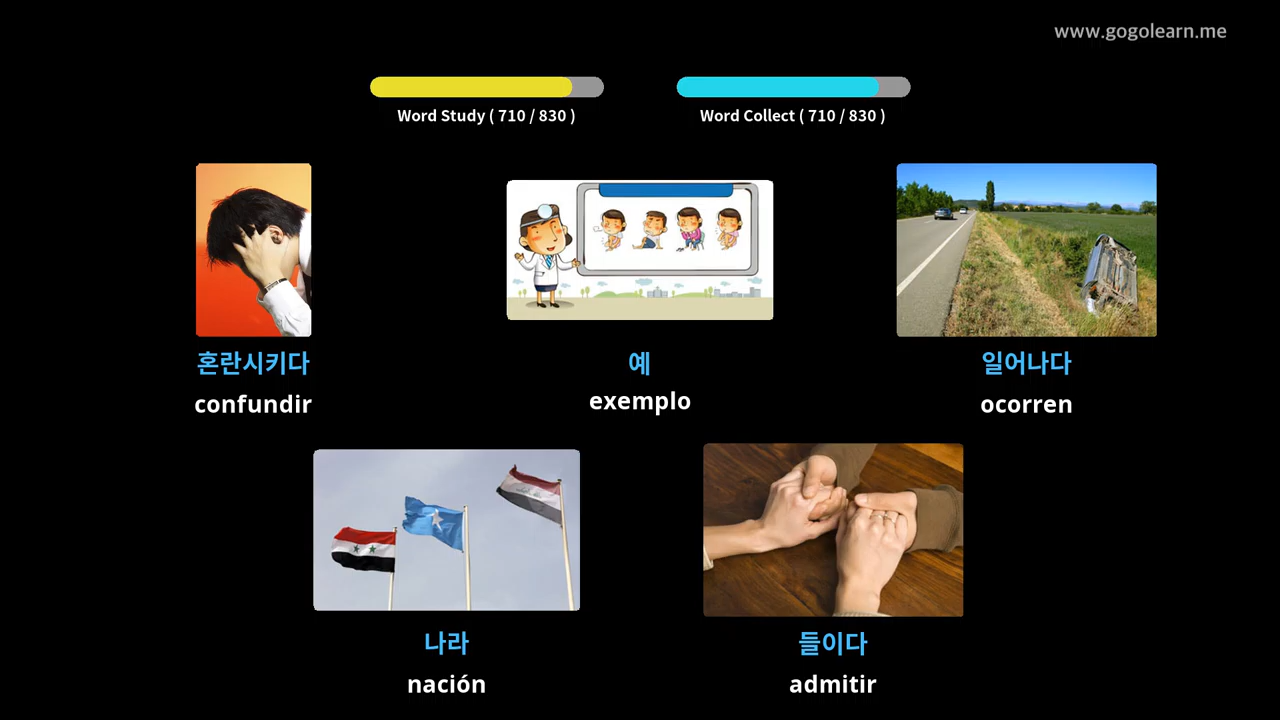 www.gogolearn.me
Word Study ( 710 / 830 )
Word Collect ( 710 / 830 )
혼란시키다
confundir
예
exemplo
일어나다
ocorren
나라
nación
들이다
admitir